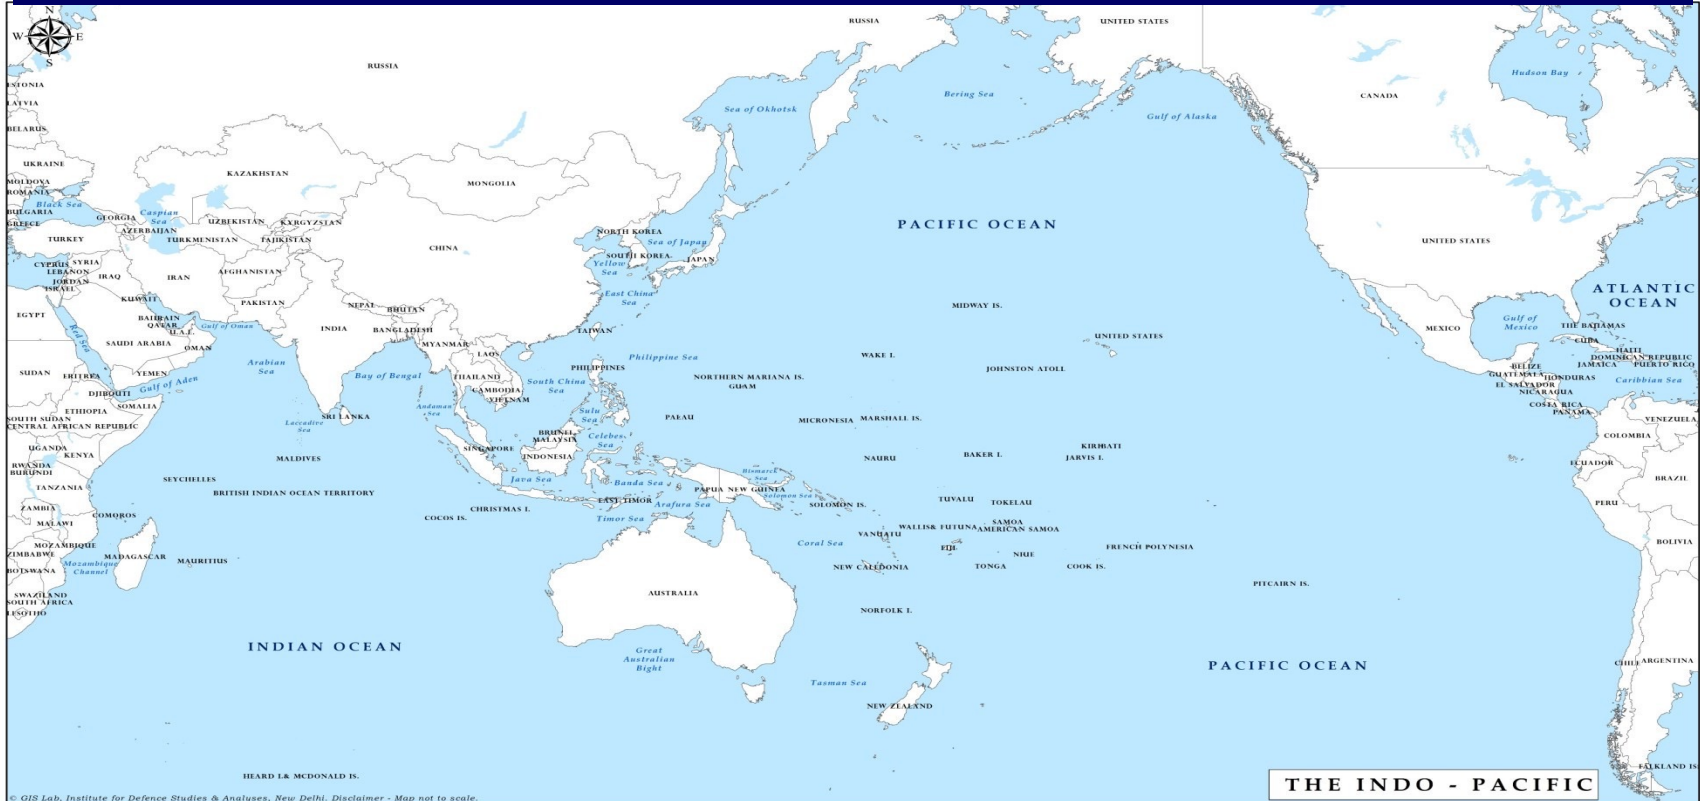 N
W E
S
RUSSIA
UNITED STATES
RUSSIA
Hudson Bay
ESTONIA
Bering Sea
CANADA
LATVIA
Sea of Okhotsk
Gulf of Alaska
BELARUS
UKRAINE
KAZAKHSTAN
MOLDOVA
MONGOLIA
ROMANIA
Black Sea
BULGARIA
Caspian
Sea
GEORGIA
UZBEKISTAN
KYRGYZSTAN
GREECE
PACIFIC OCEAN
AZERBAIJAN
NORTH KOREA
TURKEY
TURKMENISTAN
TAJIKISTAN
Sea of Japan
UNITED STATES
CHINA
SOUTH KOREA
JAPAN
CYPRUS
SYRIA
Yellow
Sea
LEBANON
IRAQ
IRAN
AFGHANISTAN
JORDAN
ISRAEL
ATLANTIC
OCEAN
KUWAIT
PAKISTAN
NEPAL
BHUTAN
East China
Sea
MIDWAY IS.
EGYPT
BAHRAIN
QATAR
U.A.E.
Gulf of Oman
INDIA
BANGLADESH
TAIWAN
Gulf of
Mexico
THE BAHAMAS
MEXICO
Red Sea
SAUDI ARABIA
OMAN
MYANMAR
UNITED STATES
CUBA
LAOS
Philippine Sea
WAKE I.
HAITI
DOMINICAN REPUBLIC
Arabian
Sea
JAMAICA
PUERTO RICO
BELIZE
SUDAN
ERITREA
YEMEN
Bay of Bengal
THAILAND
PHILIPPINES
NORTHERN MARIANA IS.
GUAM
JOHNSTON ATOLL
GUATEMALA
HONDURAS
Caribbian Sea
Gulf of Aden
DJIBOUTI
South China
Sea
CAMBODIA
VIETNAM
EL SALVADOR
NICARAGUA
SOMALIA
ETHIOPIA
Andaman
Sea
COSTA RICA
PANAMA
SOUTH SUDAN
CENTRAL AFRICAN REPUBLIC
Laccadive
Sea
SRI LANKA
Sulu
Sea
PALAU
MICRONESIA
MARSHALL IS.
VENEZUELA
BRUNEI
MALAYSIA
Celebes
Sea
COLOMBIA
UGANDA
KENYA
SINGAPORE
KIRIBATI
MALDIVES
INDONESIA
NAURU
BAKER I.
JARVIS I.
RWANDA
BURUNDI
ECUADOR
Bismarck
Sea
SEYCHELLES
Java Sea
Banda Sea
BRAZIL
TANZANIA
BRITISH INDIAN OCEAN TERRITORY
PAPUA NEW GUINEA
Solomon Sea
EAST TIMOR
Arafura Sea
SOLOMON IS.
TUVALU
TOKELAU
PERU
ZAMBIA
COMOROS
CHRISTMAS I.
COCOS IS.
Timor Sea
MALAWI
SAMOA
WALLIS & FUTUNA
AMERICAN SAMOA
VANUATU
MOZAMBIQUE
Coral Sea
FIJI
FRENCH POLYNESIA
BOLIVIA
ZIMBABWE
MADAGASCAR
MAURITIUS
NIUE
Mozambique
Channel
BOTSWANA
NEW CALEDONIA
TONGA
COOK IS.
PITCAIRN IS.
SWAZILAND
SOUTH AFRICA
AUSTRALIA
LESOTHO
NORFOLK I.
INDIAN OCEAN
Great
Australian
Bight
PACIFIC OCEAN
CHILE
ARGENTINA
Tasman Sea
NEW ZEALAND
FALKLAND IS
HEARD I.& MCDONALD IS.
THE INDO - PACIFIC
© GIS Lab, Institute for Defence Studies & Analyses, New Delhi. Disclaimer - Map not to scale.